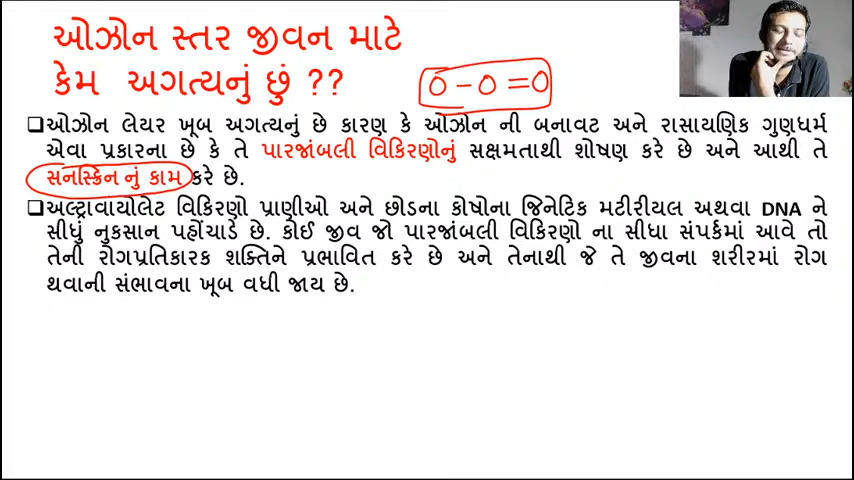 ઓઝોન સ્તર જીવન માટે
કેમ અગત્યનું છું ??
O-O=O
❑ઓઝોન લેયર ખૂબ અગત્યનું છે કારણ કે ઓઝોન ની બનાવટ અને રાસાયણિક ગુણધર્મ
એવા પ્રકારના છે કે તે પારજાંબલી વિકિરણોનું સક્ષમતાથી શોષણ કરે છે અને આથી તે
સનસ્ક્રિન નું કામ કરે છે.
❑અલ્ટ્રાવાયોલેટ વિકિરણો પ્રાણીઓ અને છોડના કોષોના જિનેટિક મટીરીયલ અથવા DNA ને
સીધું નુકસાન પહોંચાડે છે. કોઈ જીવ જો પારજાંબલી વિકિરણો ના સીધા સંપર્કમાં આવે તો
તેની રોગપ્રતિકારક શક્તિને પ્રભાવિત કરે છે અને તેનાથી જે તે જીવના શરીરમાં રોગ
થવાની સંભાવના ખૂબ વધી જાય છે.